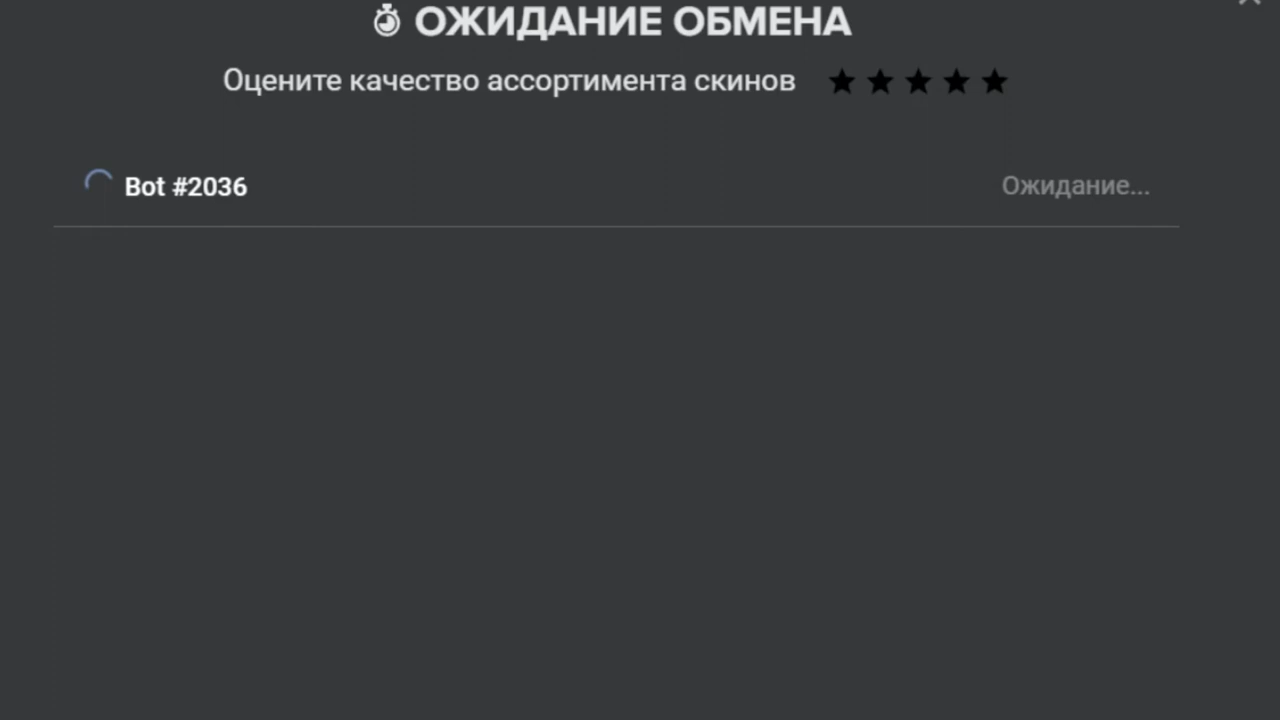 ОЖИДАНИЕ ОБМЕНА
Оцените качество ассортимента скинов
Bot #2036 Ожидание...